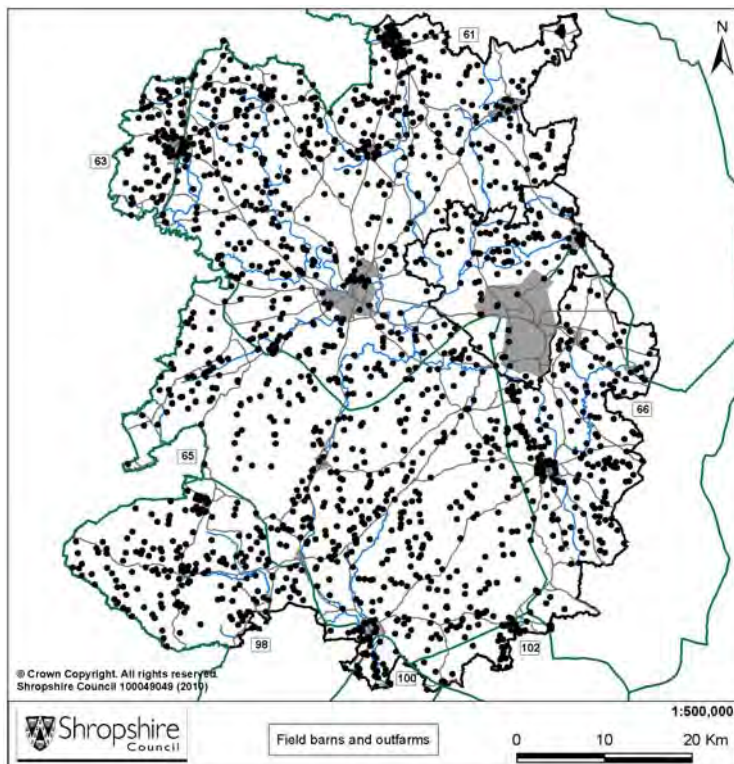 61
N
63
66
65
98
102
100
© Crown Copyright. All rights reserved.
Shropshire Council 100049049 (2010)
1:500,000
Shropshire
Council
Field barns and outfarms
0 10 20 Km